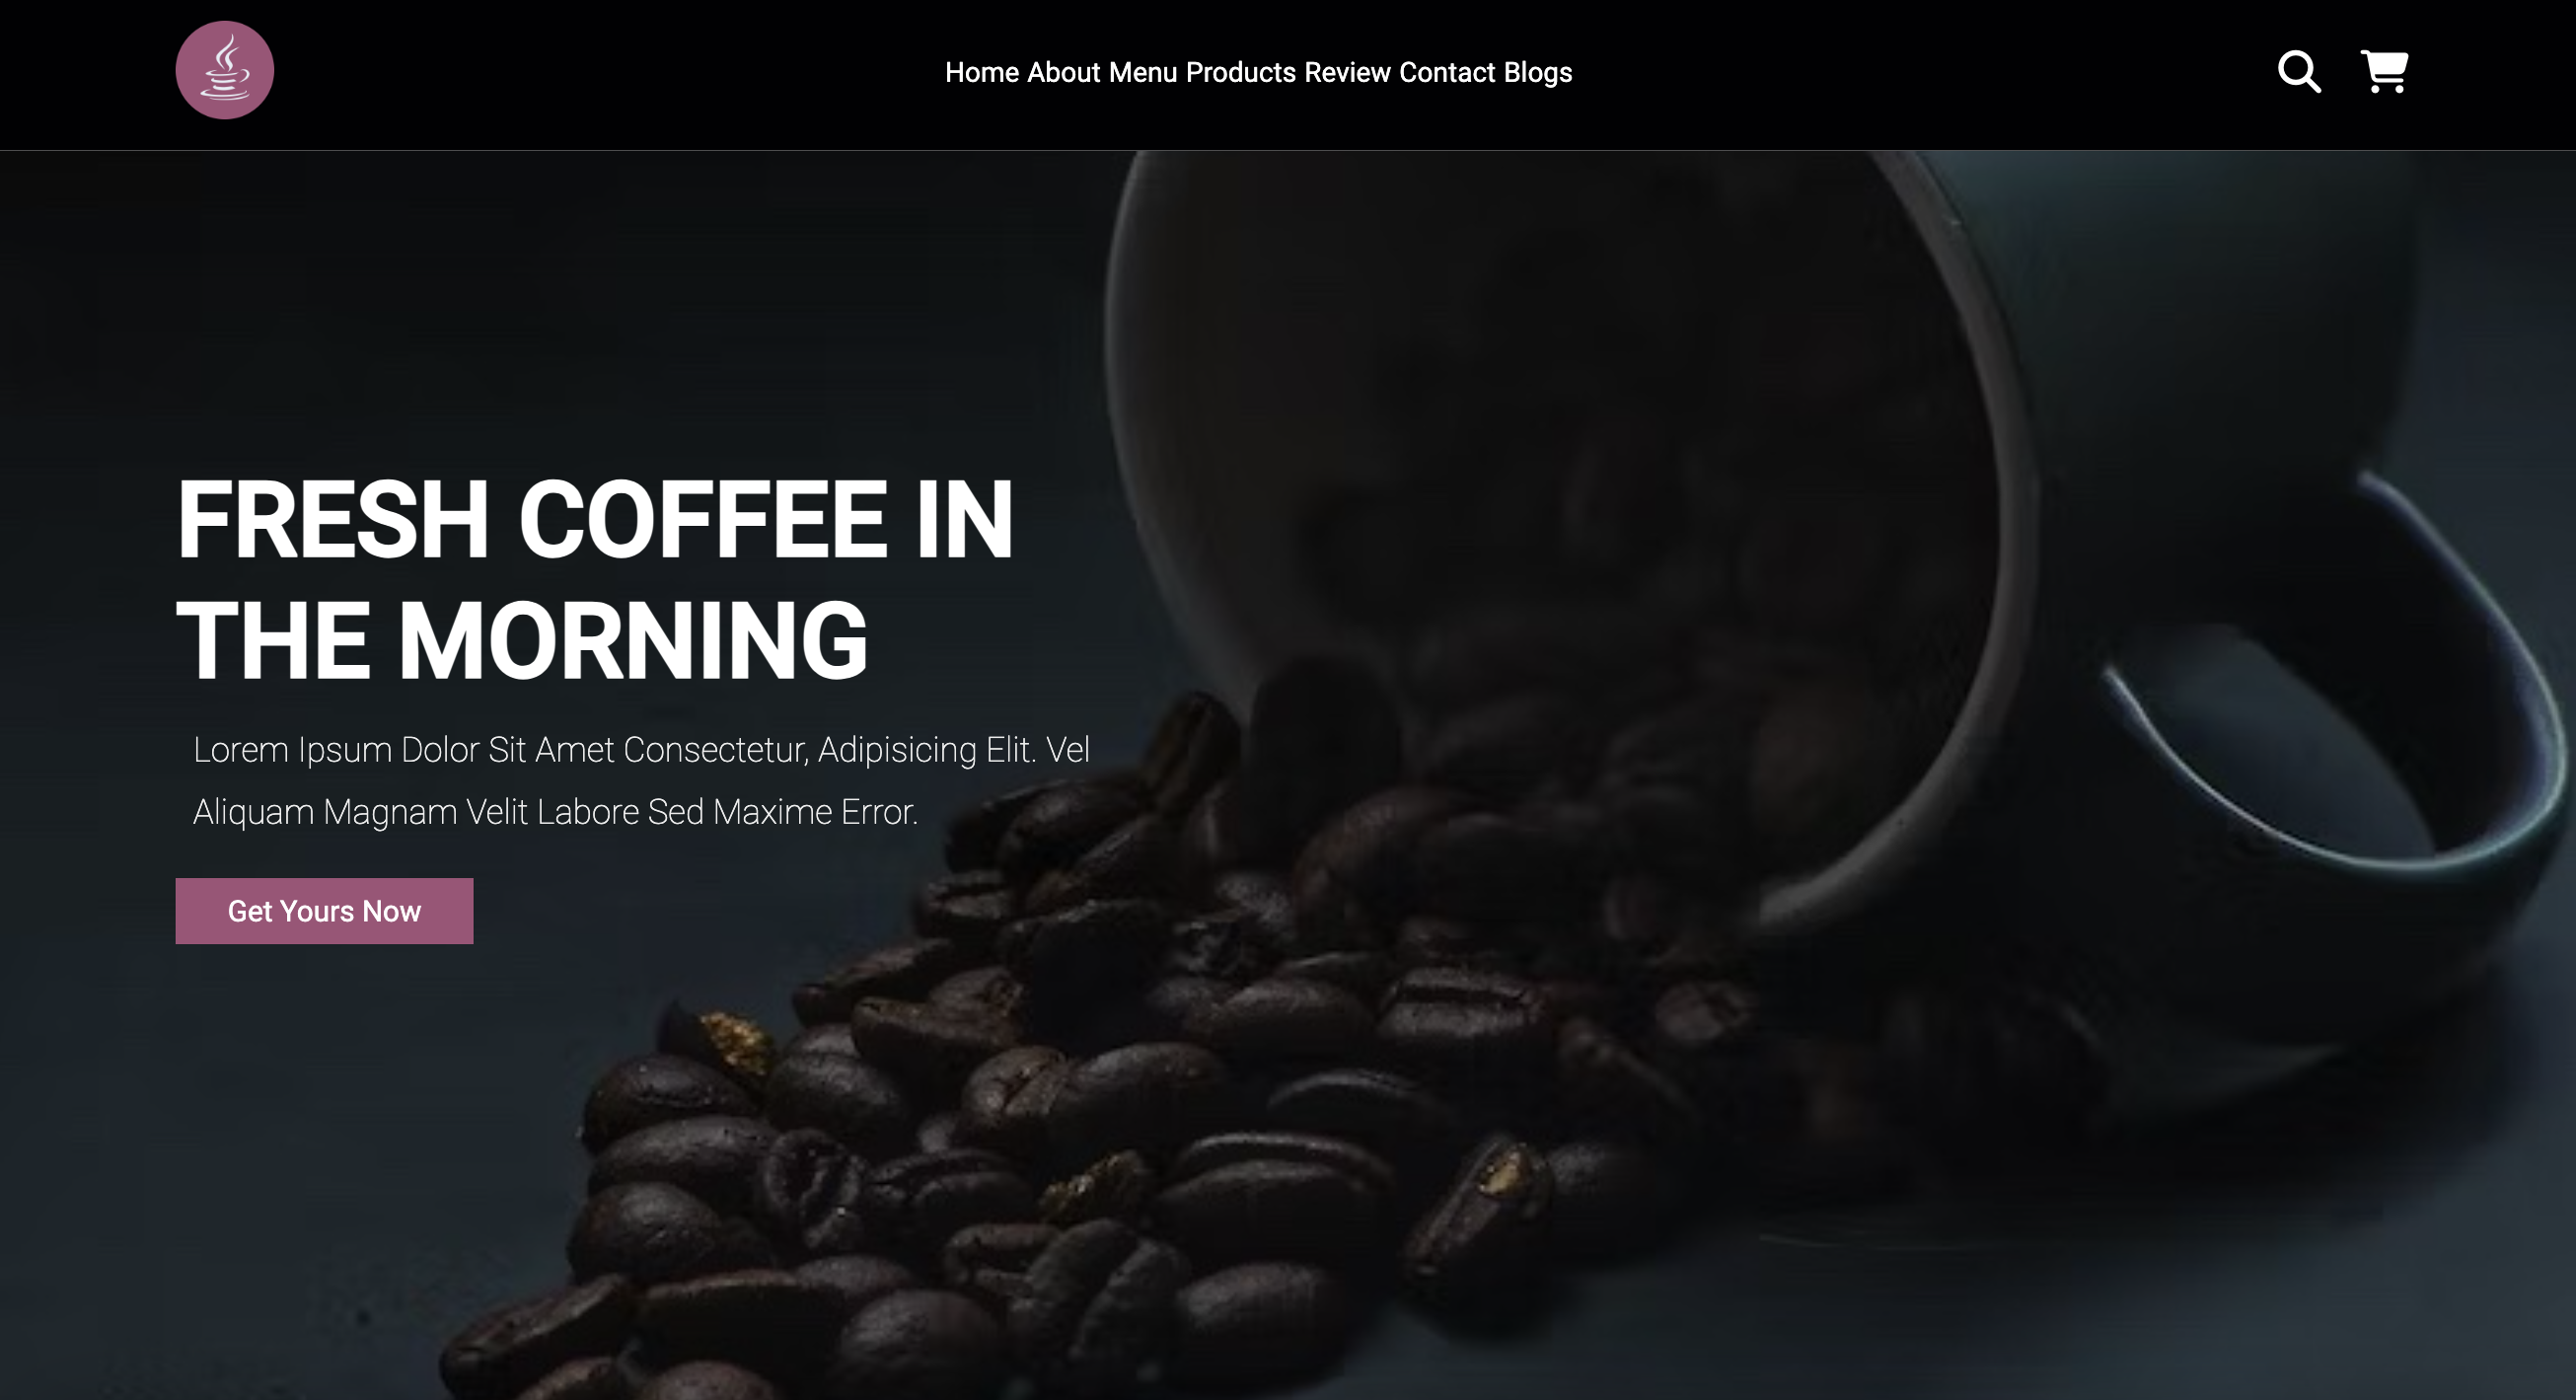 Home About Menu Products Review Contact Blogs
FRESH COFFEE IN
THE MORNING
Lorem Ipsum Dolor Sit Amet Consectetur, Adipisicing Elit. Vel
Aliquam Magnam Velit Labore Sed Maxime Error.
Get Yours Now